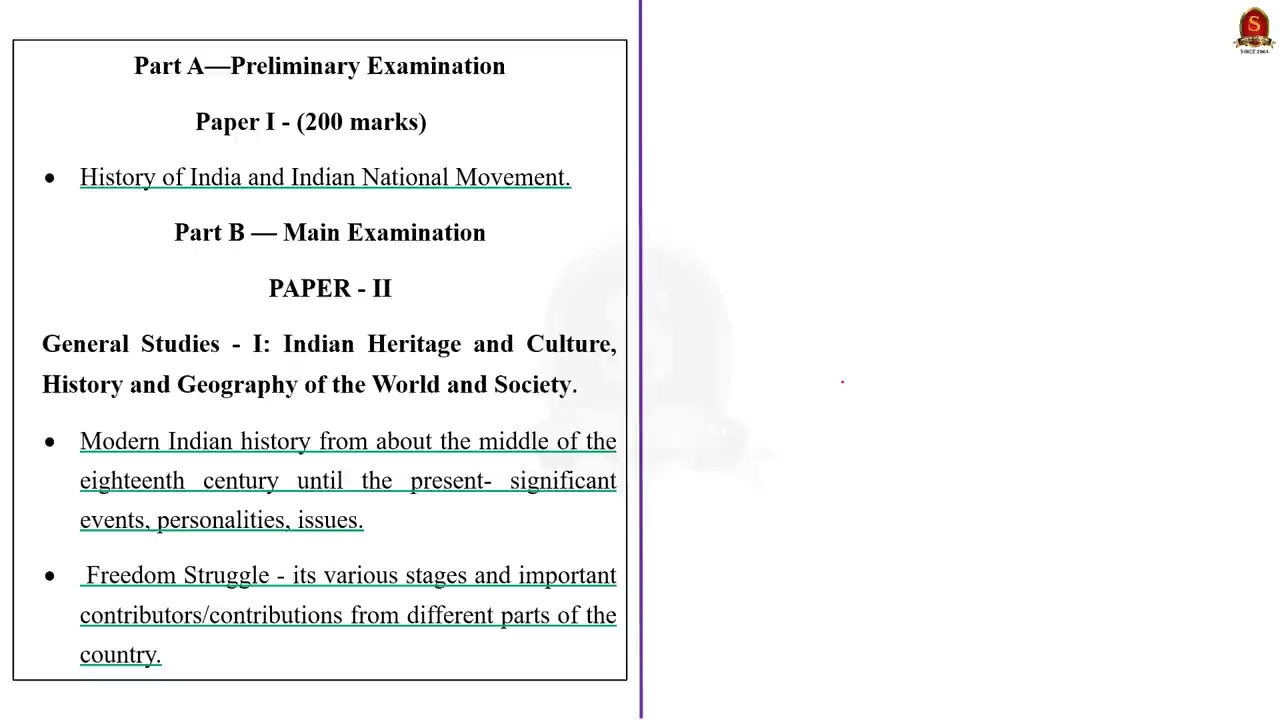 Part A—Preliminary Examination
Paper I - (200 marks)
• History of India and Indian National Movement.
Part B — Main Examination
PAPER - II
General Studies - I: Indian Heritage and Culture,
History and Geography of the World and Society.
• Modern Indian history from about the middle of the
eighteenth century until the present- significant
events, personalities, issues.
• Freedom Struggle - its various stages and important
contributors/contributions from different parts of the
country.
S
SINCE 2004